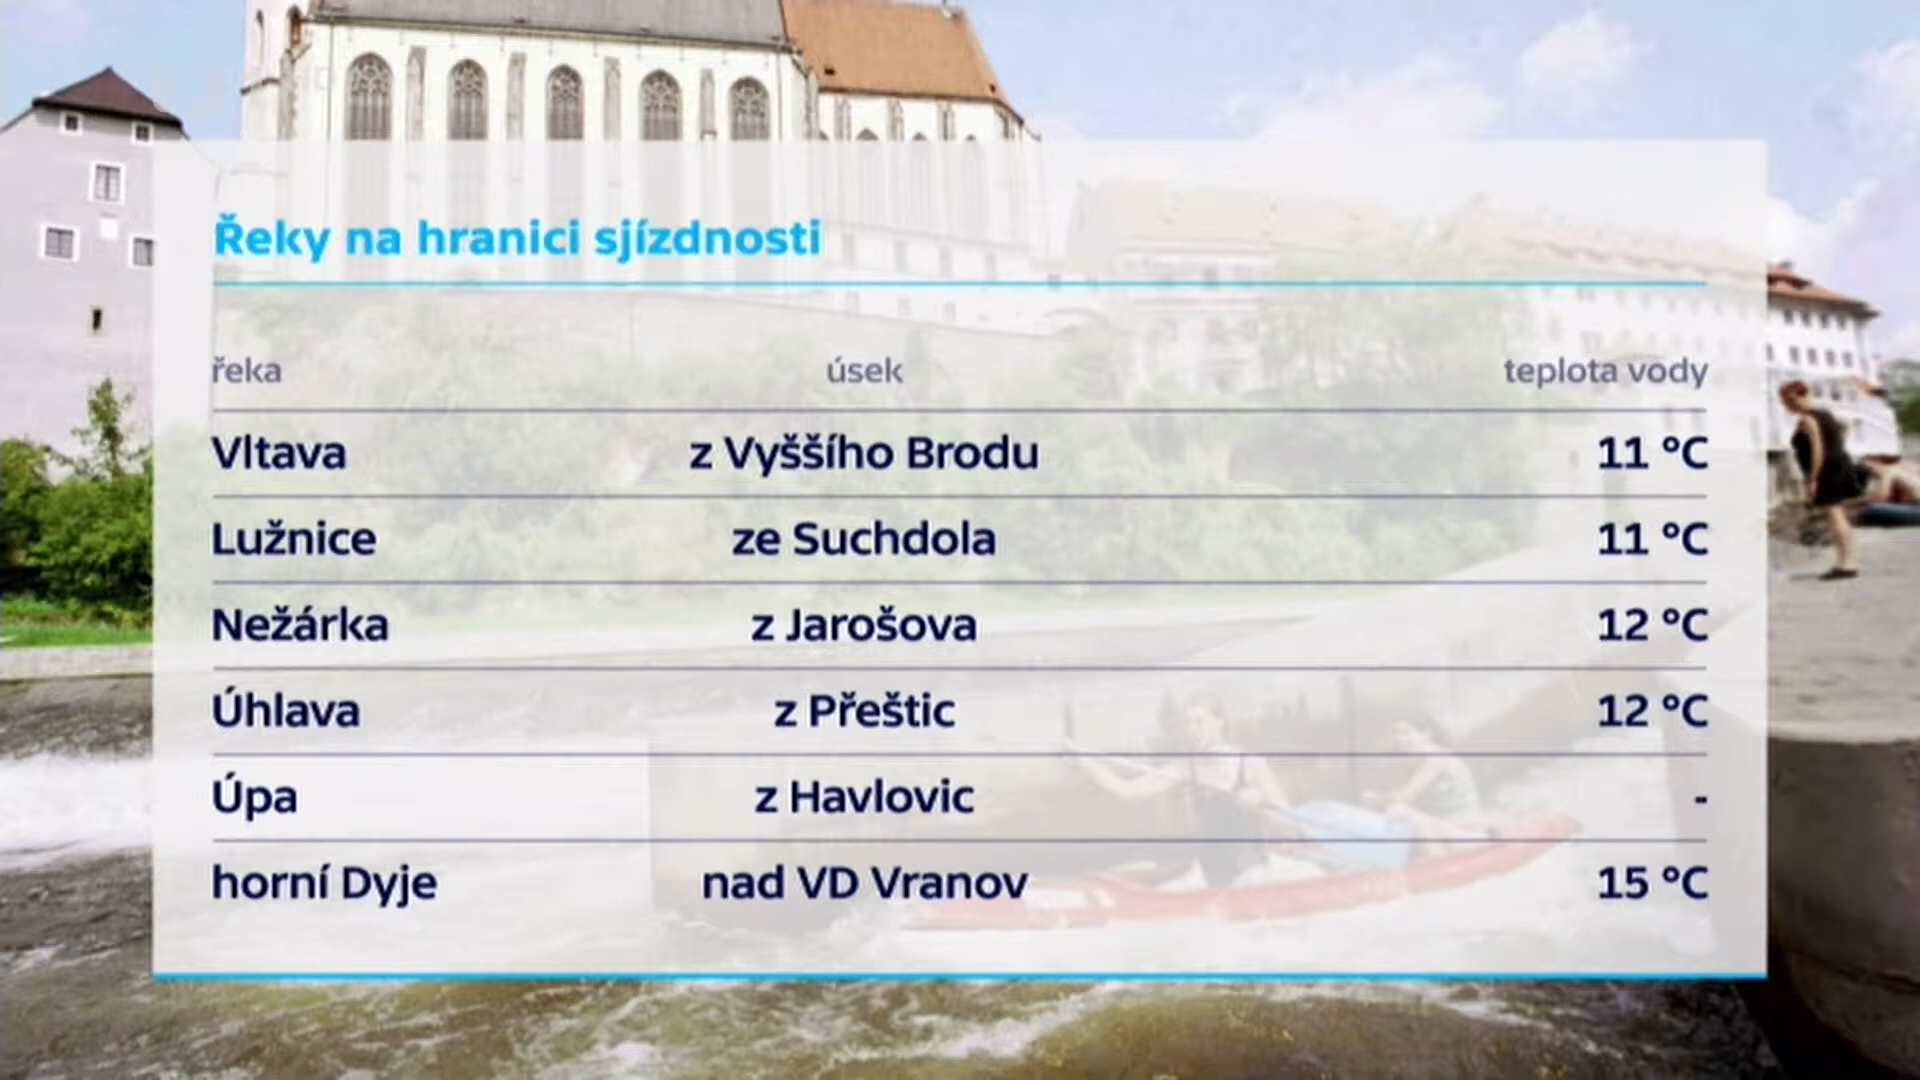 Řeky na hranici sjízdnosti
řeka úsek teplota vody
Vltava z Vyššího Brodu 11 °C
Lužnice ze Suchdola 11 °C
Nežárka z Jarošova 12 °C
Úhlava z Přeštic 12 °C
Úpa z Havlovic -
horní Dyje nad VD Vranov 15 °C